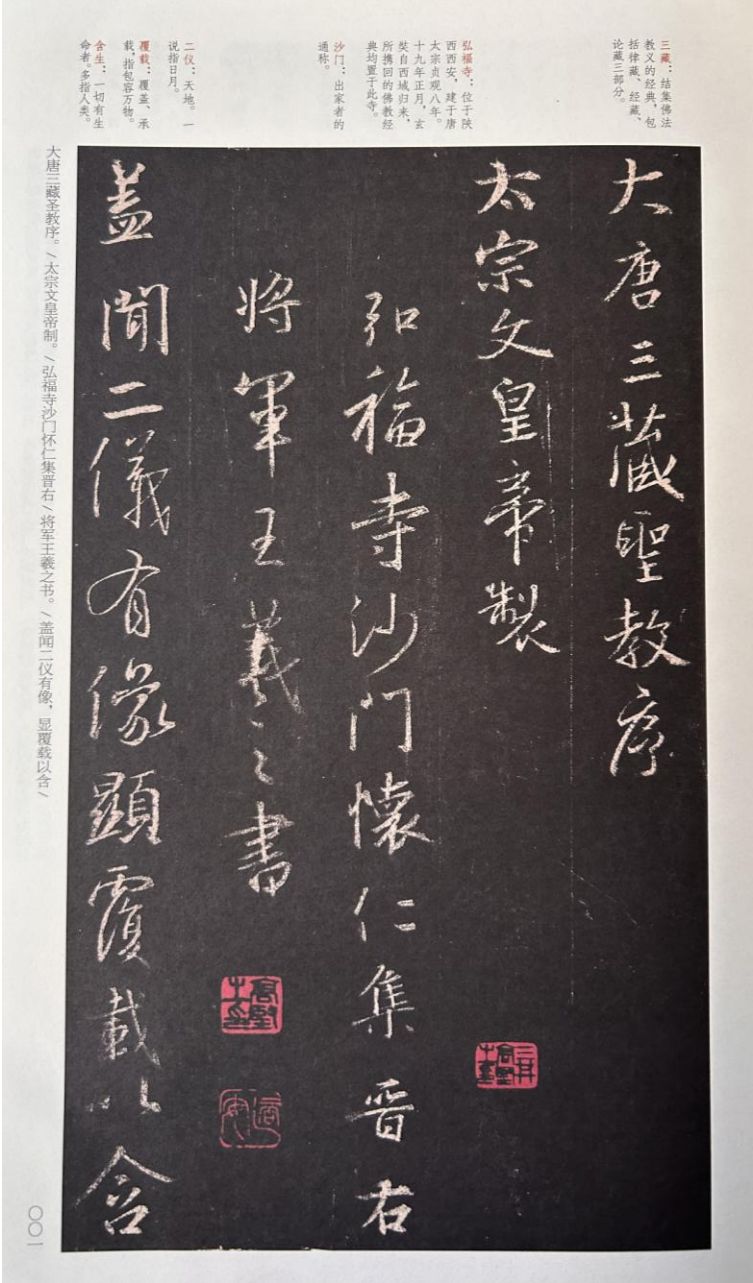 三藏：结集佛法
教义的经典，包
括律藏、经藏、
论藏三部分。
弘福寺：位于陕
西西安，建于唐
太宗贞观八年。
十九年正月，玄
奘自西域归来，
所携回的佛教经
典均置于此寺。
沙门：出家者的
通称。
二仪：天地。一
说指日月。
覆载：覆盖、承
载，指包容万物。
含生：一切有生
命者。多指人类。
大唐三藏聖教序
太宗文皇帝製
弘福寺沙门懷仁集晋右
将軍王羲之書
盖聞二儀有像顯覆載以含
大唐三藏圣教序。/太宗文皇帝制。/弘福寺沙门怀仁集晋右/将军王羲之书。/盖闻二仪有像，显覆载以含/
〇〇一